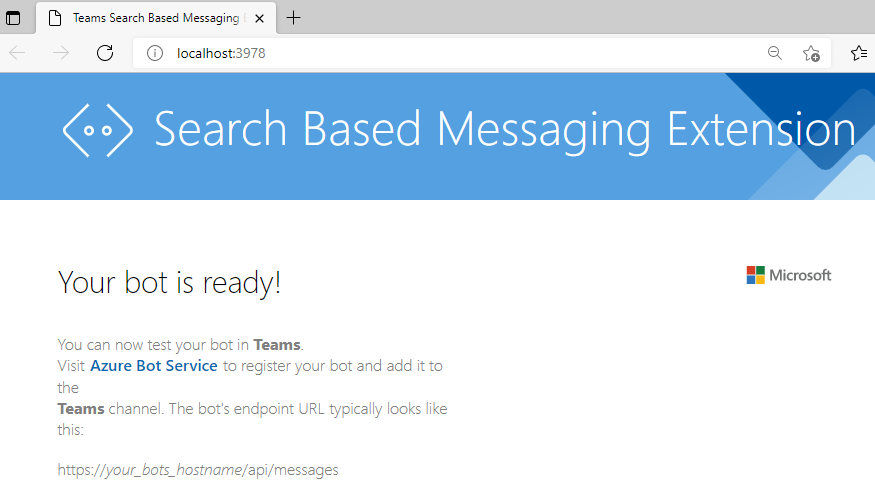 Teams Search Based Messaging
localhost:3978
Search Based Messaging Extension
Your bot is ready!
Microsoft
You can now test your bot in Teams.
Visit Azure Bot Service to register your bot and add it to
the
Teams channel. The bot's endpoint URL typically looks like
this:
https://your_bots_hostname/api/messages